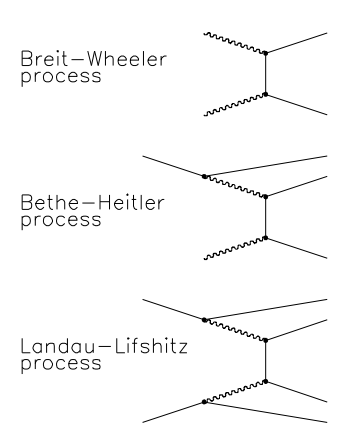 Breit−Wheeler
process
Bethe−Heitler
process
Landau−Lifshitz
process